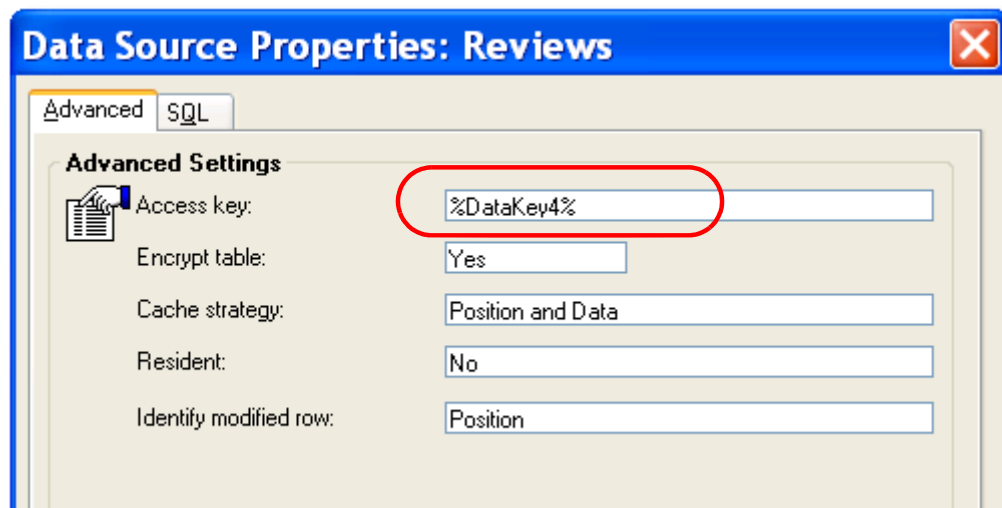 Data Source Properties: Reviews
Advanced SQL
Advanced Settings
Access key: %DataKey4%
Encrypt table: Yes
Cache strategy: Position and Data
Resident: No
Identify modified row: Position